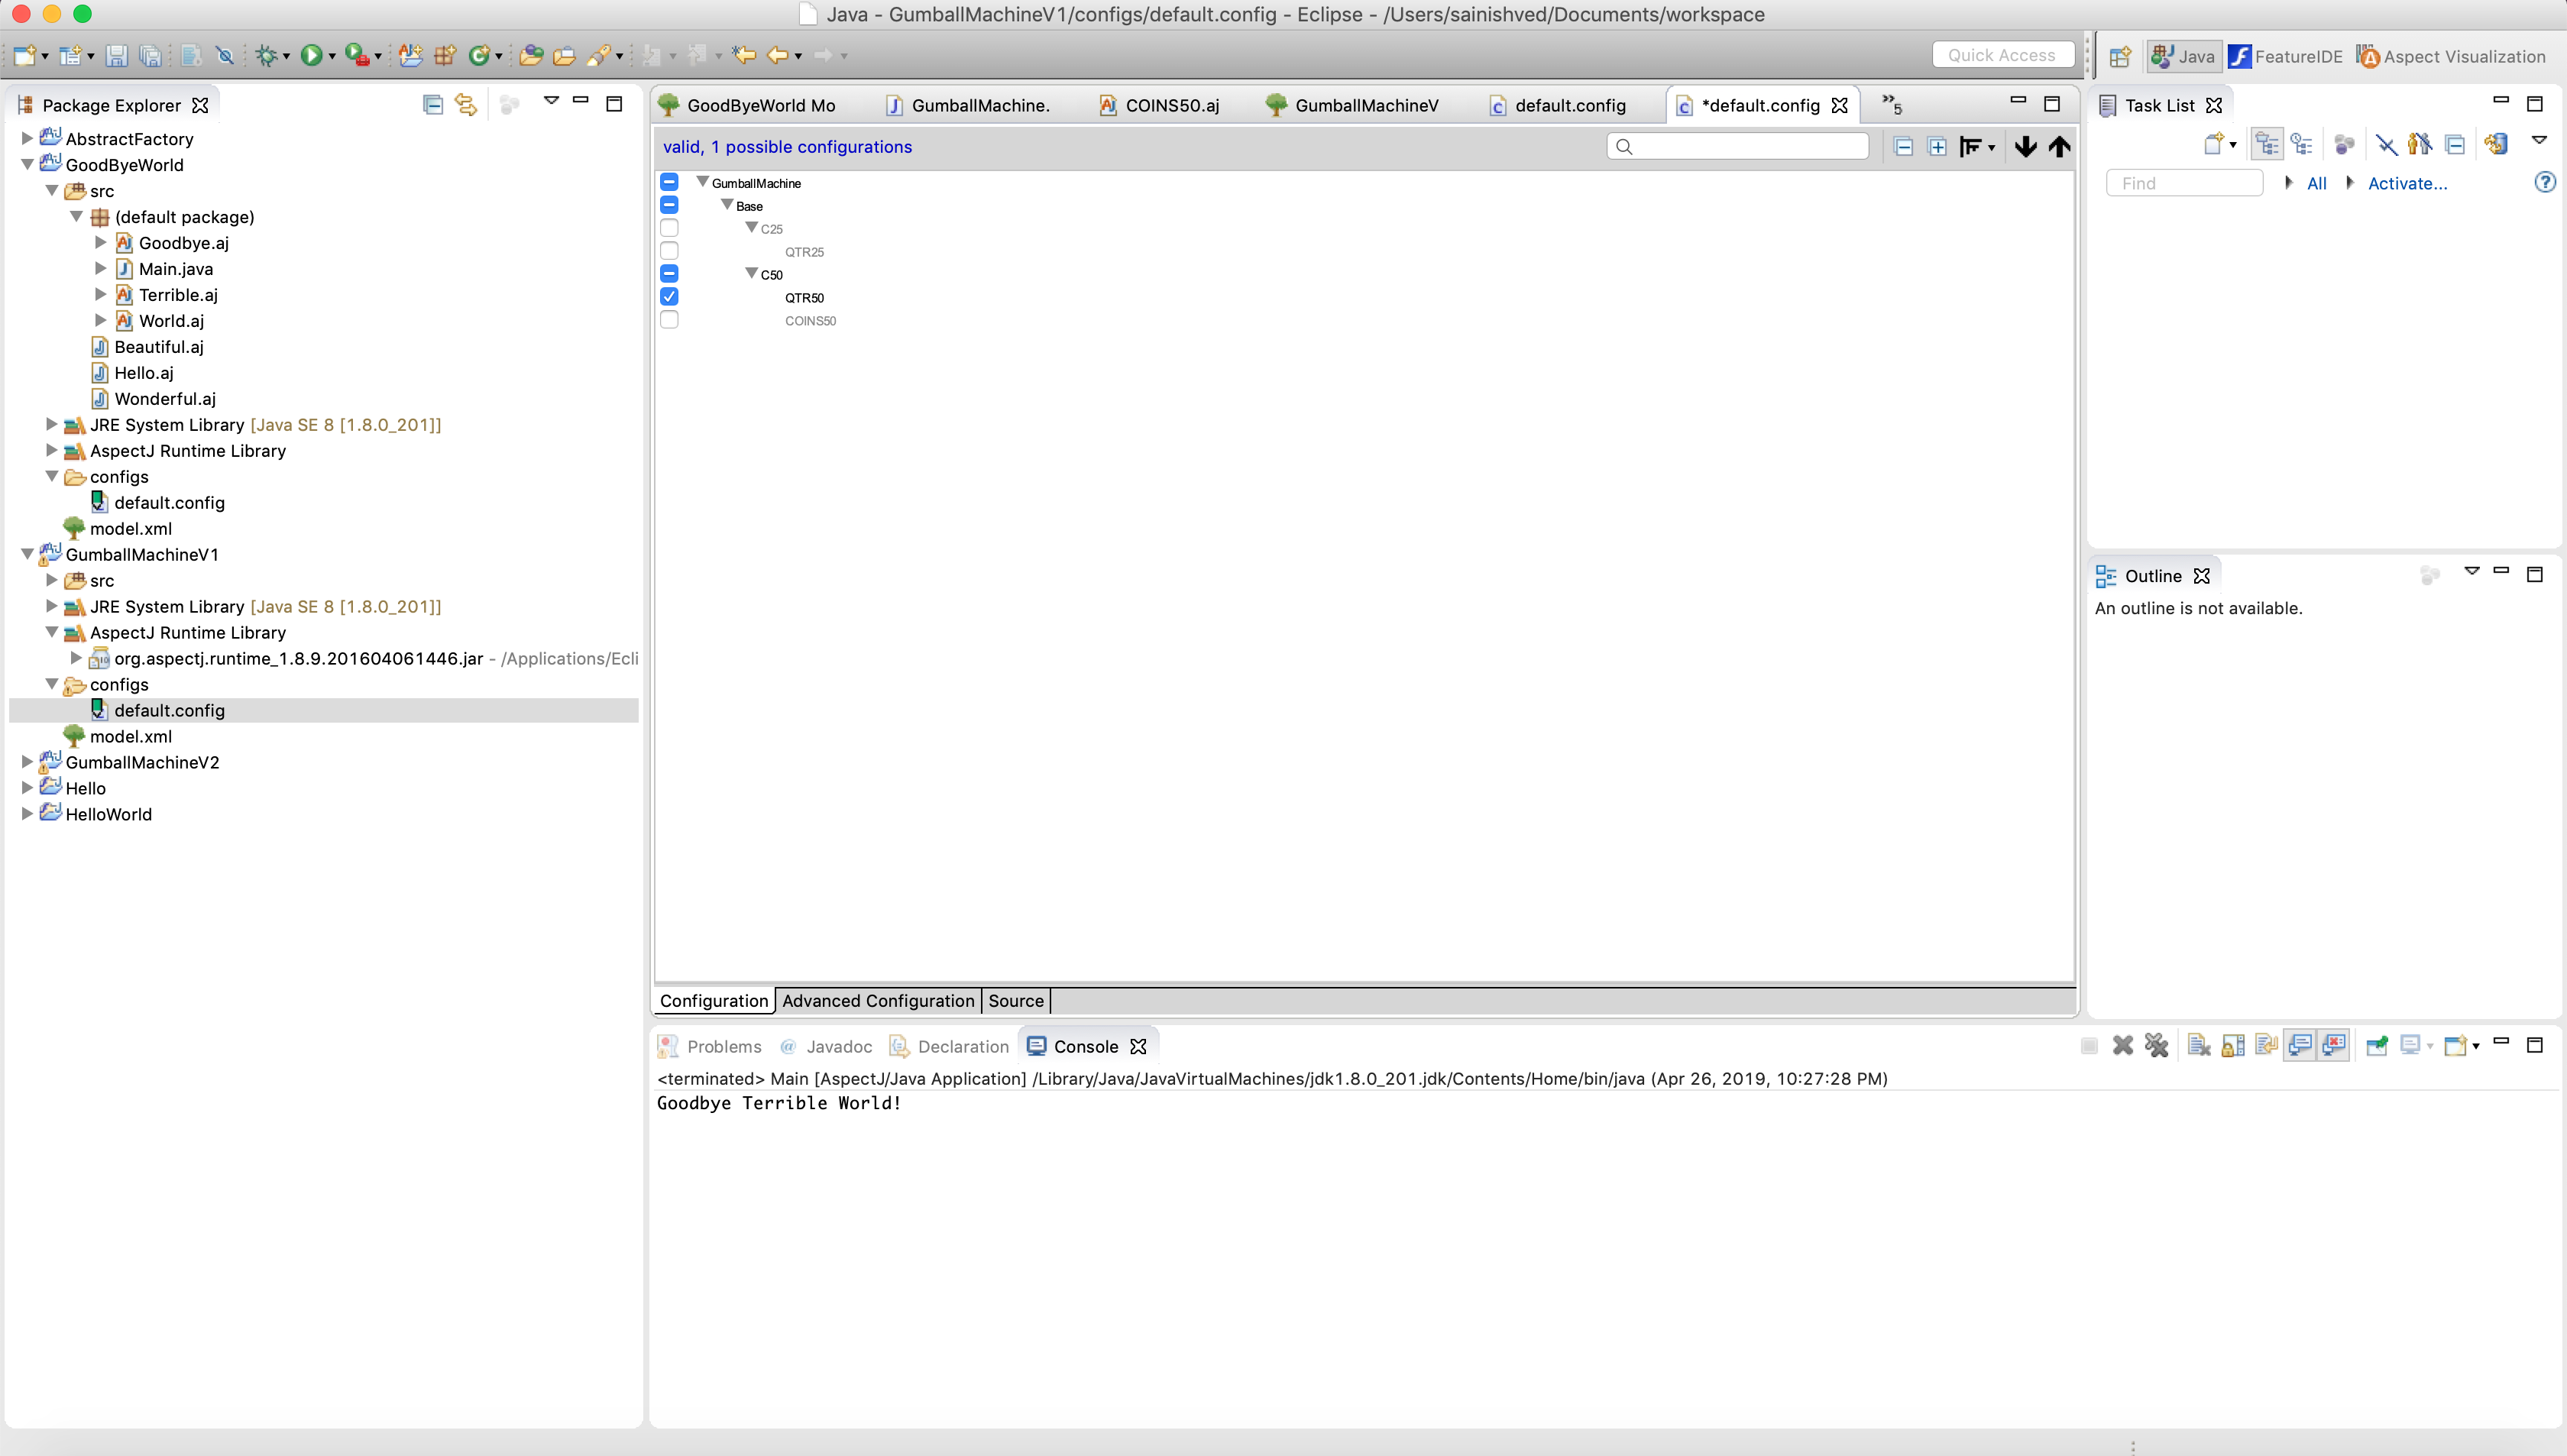 Java - GumballMachineV1/configs/default.config - Eclipse - /Users/sainishved/Documents/workspace
Quick Access
Java
FeatureIDE
Aspect Visualization
Package Explorer
AbstractFactory
GoodByeWorld
src
(default package)
Goodbye.aj
Main.java
Terrible.aj
World.aj
Beautiful.aj
Hello.aj
Wonderful.aj
JRE System Library [Java SE 8 [1.8.0_201]]
AspectJ Runtime Library
configs
default.config
model.xml
GumballMachineV1
src
JRE System Library [Java SE 8 [1.8.0_201]]
AspectJ Runtime Library
org.aspectj.runtime_1.8.9.201604061446.jar - /Applications/Ecli
configs
default.config
model.xml
GumballMachineV2
Hello
HelloWorld
GoodByeWorld Mo
GumballMachine.
COINS50.aj
GumballMachineV
default.config
*default.config
»5
valid, 1 possible configurations
GumballMachine
Base
C25
QTR25
C50
QTR50
COINS50
Configuration
Advanced Configuration
Source
Task List
Find
All
Activate...
Outline
An outline is not available.
Problems
@ Javadoc
Declaration
Console
<terminated> Main [AspectJ/Java Application] /Library/Java/JavaVirtualMachines/jdk1.8.0_201.jdk/Contents/Home/bin/java (Apr 26, 2019, 10:27:28 PM)
Goodbye Terrible World!